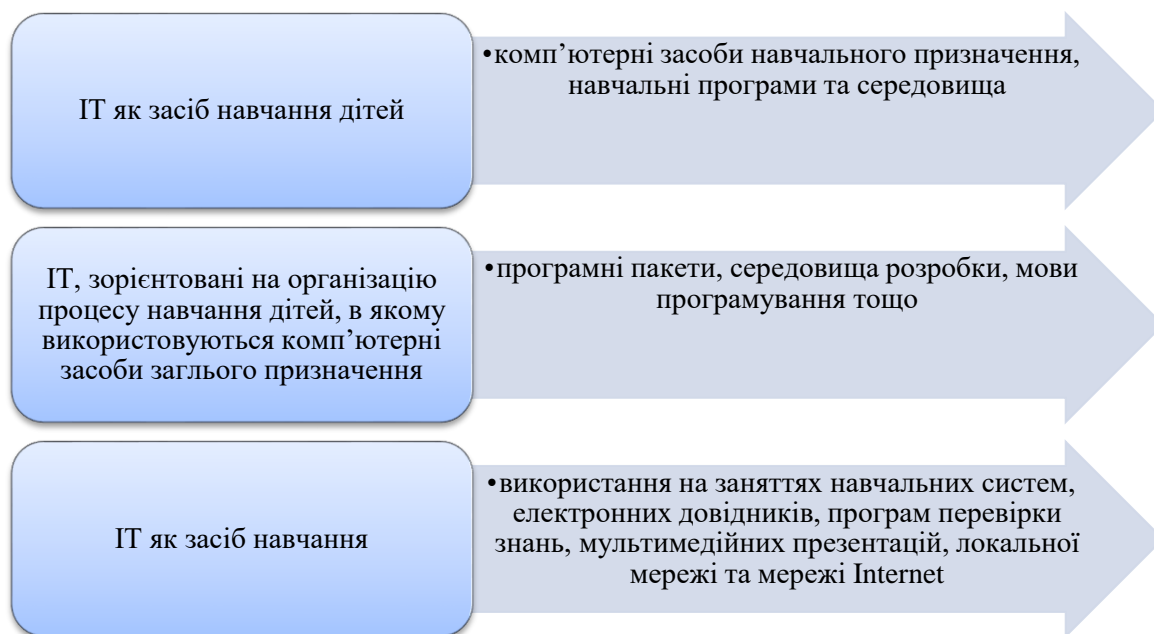 ІТ як засіб навчання дітей
•комп’ютерні засоби навчального призначення,
навчальні програми та середовища
ІТ, зорієнтовані на організацію
процесу навчання дітей, в якому
використовуються комп’ютерні
засоби заглього призначення
•програмні пакети, середовища розробки, мови
програмування тощо
ІТ як засіб навчання
•використання на заняттях навчальних систем,
електронних довідників, програм перевірки
знань, мультимедійних презентацій, локальної
мережі та мережі Internet